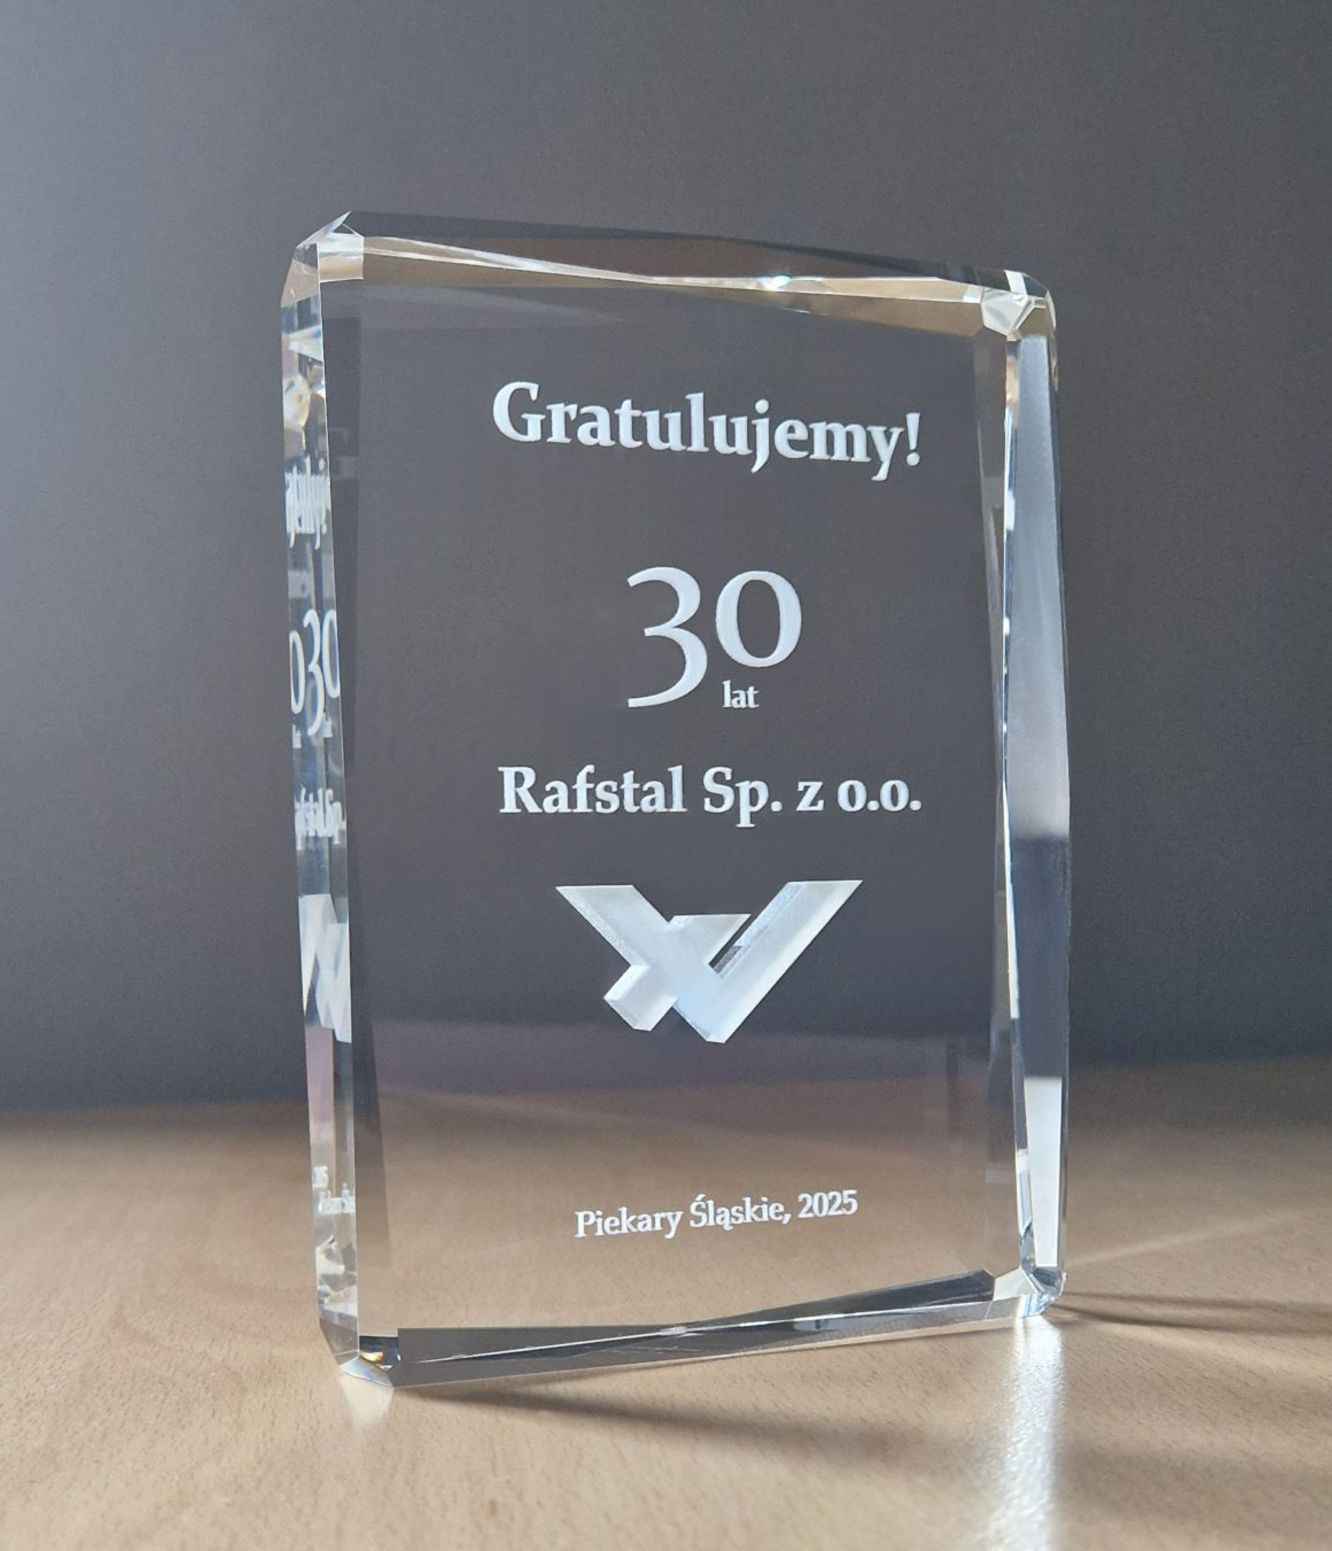 Gratulujemy!
30
lat
Rafstal Sp. z o.o.
Piekary Śląskie, 2025